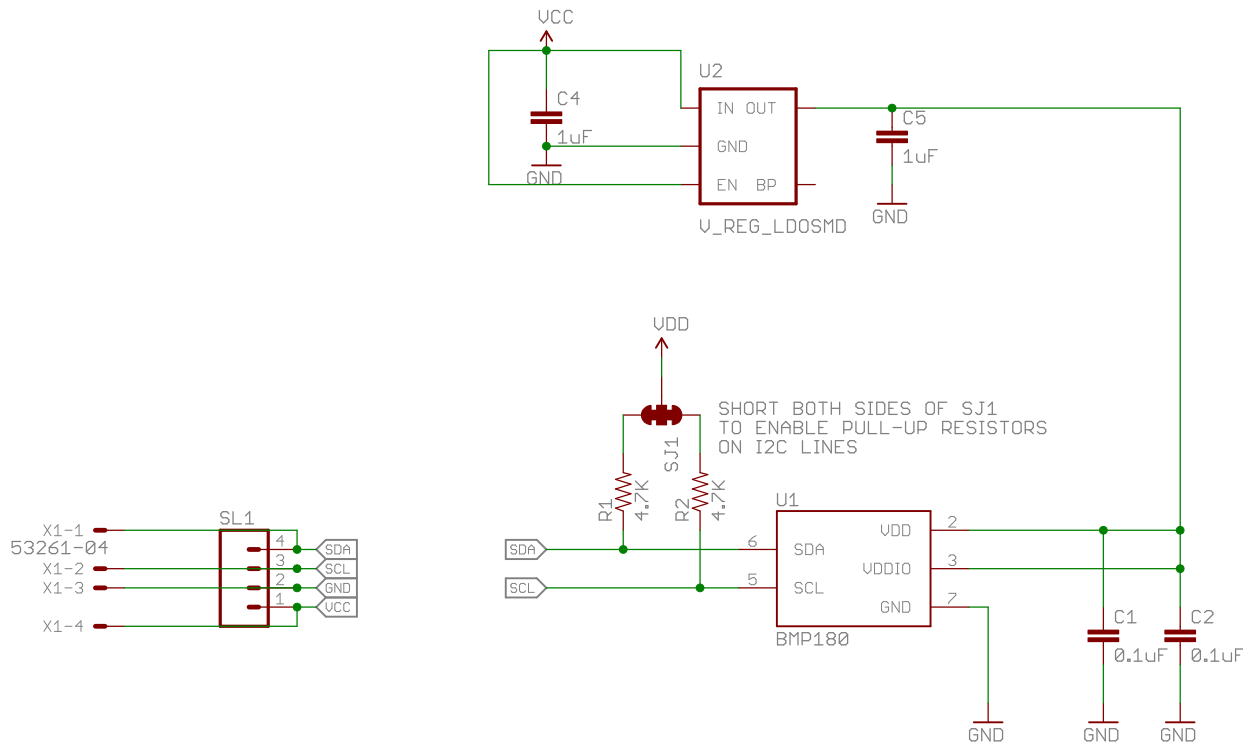 VCC
U2
C4
1uF
IN OUT
GND
EN BP
GND
V_REG_LDOSMD
C5
1uF
GND
VDD
SHORT BOTH SIDES OF SJ1
TO ENABLE PULL-UP RESISTORS
ON I2C LINES
SJ1
R1
4.7K
R2
4.7K
U1
SDA
6
SDA
SCL
5
SCL
VDD
2
VDDIO
3
GND
7
BMP180
SL1
X1-1
53261-04
X1-2
X1-3
X1-4
4
SDA
3
SCL
2
GND
1
VCC
C1
0.1uF
C2
0.1uF
GND
GND
GND